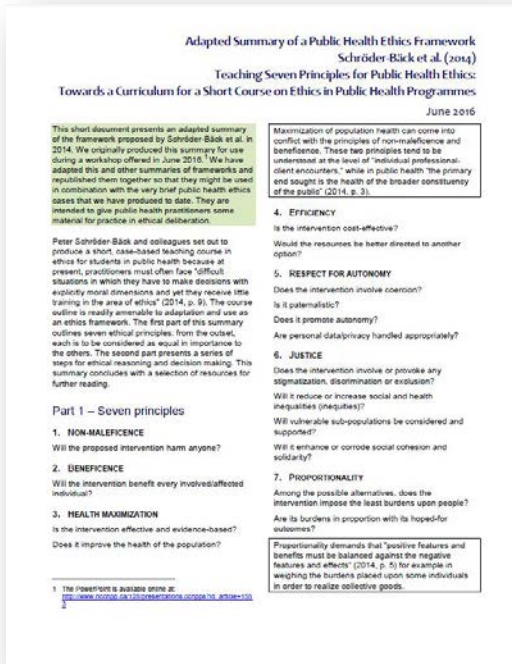 Adapted Summary of a Public Health Ethics Framework
Schröder-Bäck et al. (2014)
Teaching Seven Principles for Public Health Ethics:
Towards a Curriculum for a Short Course on Ethics in Public Health Programmes
June 2016
This short document presents an adapted summary
of the framework proposed by Schröder-Bäck et al. in
2014. We originally produced this summary for use
during a workshop offered in June 2016.1 We have
adapted this and other summaries of frameworks and
republished them together so that they might be used
in combination with the very brief public health ethics
cases that we have produced to date. They are
intended to give public health practitioners some
material for practice in ethical deliberation.
Peter Schröder-Bäck and colleagues set out to
produce a short, case-based teaching course in
ethics for students in public health because at
present, practitioners must often face "difficult
situations in which they have to make decisions with
explicitly moral dimensions and yet they receive little
training in the area of ethics" (2014, p. 9). The course
outline is readily amenable to adaptation and use as
an ethics framework. The first part of this summary
outlines seven ethical principles: from the outset,
each is to be considered as equal in importance to
the others. The second part presents a series of
steps for ethical reasoning and decision making. This
summary concludes with a selection of resources for
further reading.
Part 1 – Seven principles
1. NON-MALEFICENCE
Will the proposed intervention harm anyone?
2. BENEFICENCE
Will the intervention benefit every involved/affected
individual?
3. HEALTH MAXIMIZATION
Is the intervention effective and evidence-based?
Does it improve the health of the population?
1 The PowerPoint is available online at:
Maximization of population health can come into
conflict with the principles of non-maleficence and
beneficence. These two principles tend to be
understood at the level of "individual professional-
client encounters," while in public health "the primary
end sought is the health of the broader constituency
of the public" (2014, p. 3).
4. EFFICIENCY
Is the intervention cost-effective?
Would the resources be better directed to another
option?
5. RESPECT FOR AUTONOMY
Does the intervention involve coercion?
Is it paternalistic?
Does it promote autonomy?
Are personal data/privacy handled appropriately?
6. JUSTICE
Does the intervention involve or provoke any
stigmatization, discrimination or exclusion?
Will it reduce or increase social and health
inequalities (inequities)?
Will vulnerable sub-populations be considered and
supported?
Will it enhance or corrode social cohesion and
solidarity?
7. PROPORTIONALITY
Among the possible alternatives, does the
intervention impose the least burdens upon people?
Are its burdens in proportion with its hoped-for
outcomes?
Proportionality demands that "positive features and
benefits must be balanced against the negative
features and effects" (2014, p. 5) for example in
weighing the burdens placed upon some individuals
in order to realize collective goods.